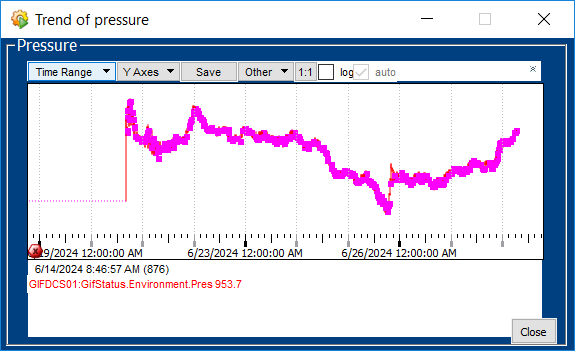 Trend of pressure
Pressure
Time Range Y Axes Save Other 1:1 log auto
/29/2024 12:00:00 AM 6/23/2024 12:00:00 AM 6/26/2024 12:00:00 AM
6/14/2024 8:46:57 AM (876)
GIFDCS01:GifStatus.Environment.Pres 953.7
Close